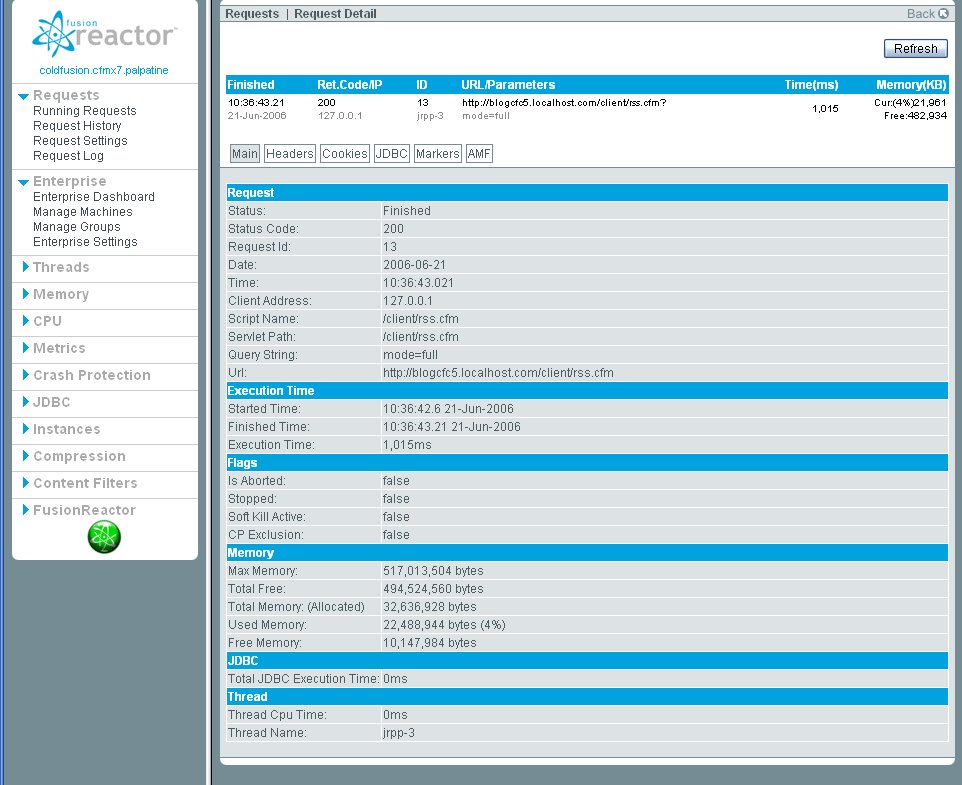 fusion
reactor
coldfusion.cfmx7.palpatine
Requests
Running Requests
Request History
Request Settings
Request Log
Enterprise
Enterprise Dashboard
Manage Machines
Manage Groups
Enterprise Settings
Threads
Memory
CPU
Metrics
Crash Protection
JDBC
Instances
Compression
Content Filters
FusionReactor
Requests | Request Detail Back
Refresh
Finished Ret.Code/IP ID URL/Parameters Time(ms) Memory(KB)
10:36:43.21 200 13 http://blogcfc5.localhost.com/client/rss.cfm? 1,015 Cur:(4%)21,961
21-Jun-2006 127.0.0.1 jrpp-3 mode=full Free:482,934
Main Headers Cookies JDBC Markers AMF
Request
Status: Finished
Status Code: 200
Request Id: 13
Date: 2006-06-21
Time: 10:36:43.021
Client Address: 127.0.0.1
Script Name: /client/rss.cfm
Servlet Path: /client/rss.cfm
Query String: mode=full
Url: http://blogcfc5.localhost.com/client/rss.cfm
Execution Time
Started Time: 10:36:42.6 21-Jun-2006
Finished Time: 10:36:43.21 21-Jun-2006
Execution Time: 1,015ms
Flags
Is Aborted: false
Stopped: false
Soft Kill Active: false
CP Exclusion: false
Memory
Max Memory: 517,013,504 bytes
Total Free: 494,524,560 bytes
Total Memory: (Allocated) 32,636,928 bytes
Used Memory: 22,488,944 bytes (4%)
Free Memory: 10,147,984 bytes
JDBC
Total JDBC Execution Time: 0ms
Thread
Thread Cpu Time: 0ms
Thread Name: jrpp-3